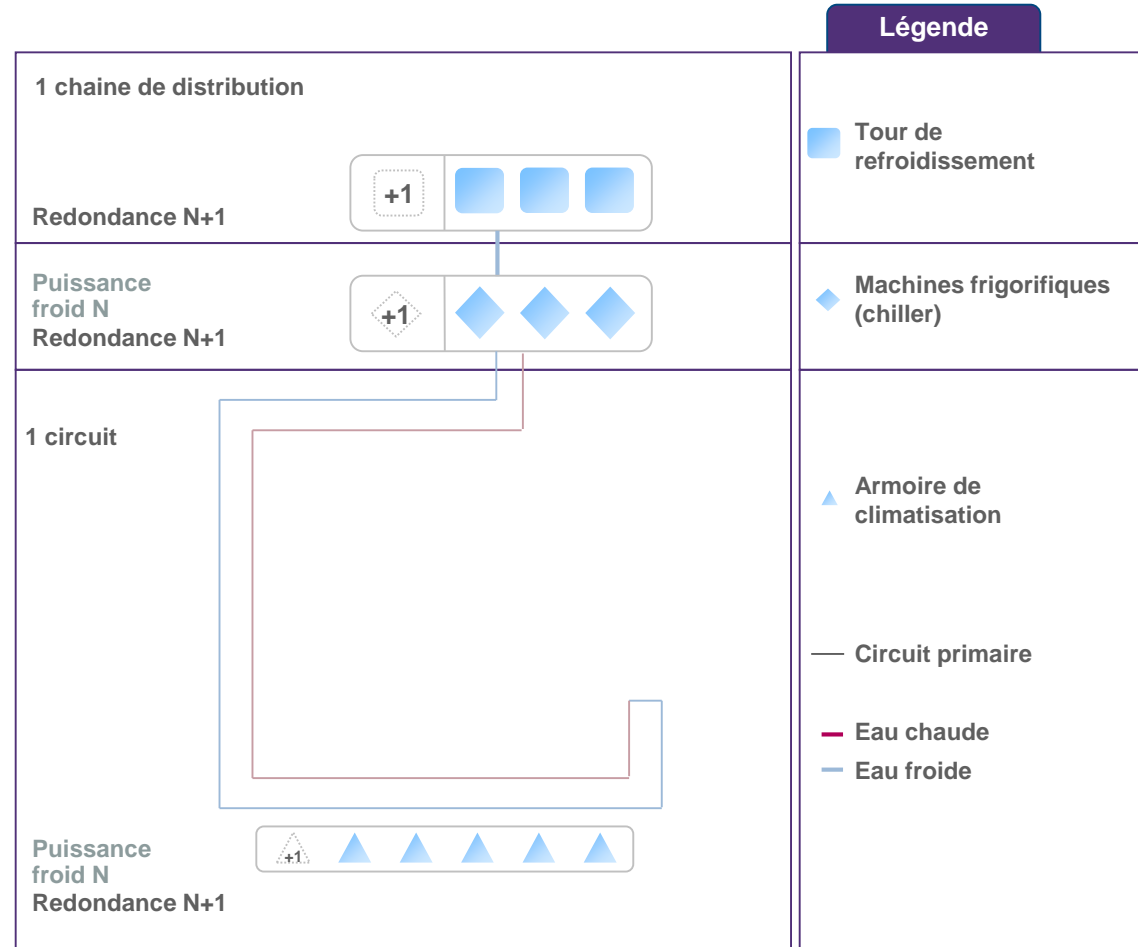 Légende
1 chaine de distribution
+1
Redondance N+1
Puissance
froid N
Redondance N+1
+1
1 circuit
Puissance
froid N
Redondance N+1
+1
Tour de
refroidissement
Machines frigorifiques
(chiller)
Armoire de
climatisation
Circuit primaire
Eau chaude
Eau froide